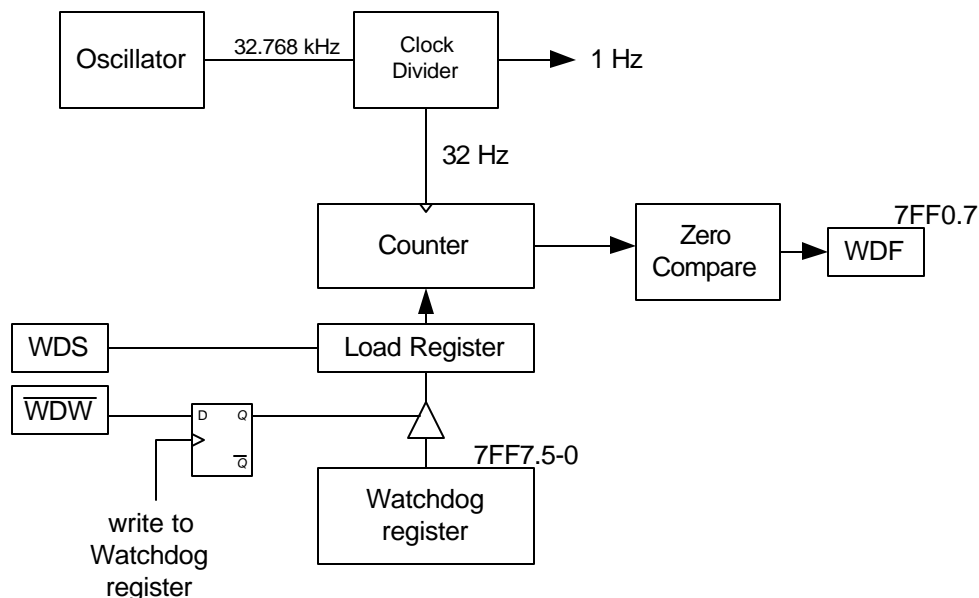 Oscillator
32.768 kHz
Clock
Divider
1 Hz
32 Hz
Counter
Zero
Compare
7FF0.7
WDF
WDS
Load Register
WDW
D
Q
Q
7FF7.5-0
Watchdog
register
write to
Watchdog
register